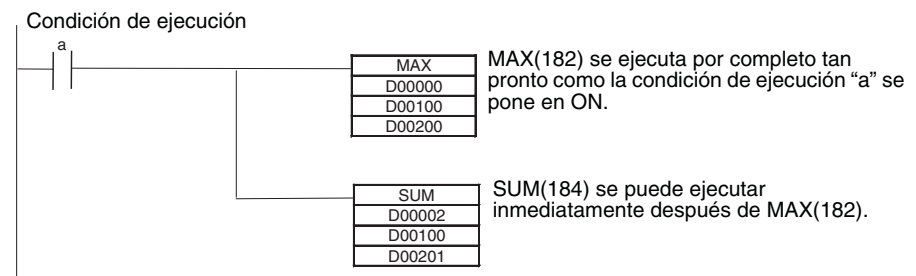 Condición de ejecución
a
MAX
D00000
D00100
D00200
MAX(182) se ejecuta por completo tan
pronto como la condición de ejecución “a” se
pone en ON.
SUM
D00002
D00100
D00201
SUM(184) se puede ejecutar
inmediatamente después de MAX(182).